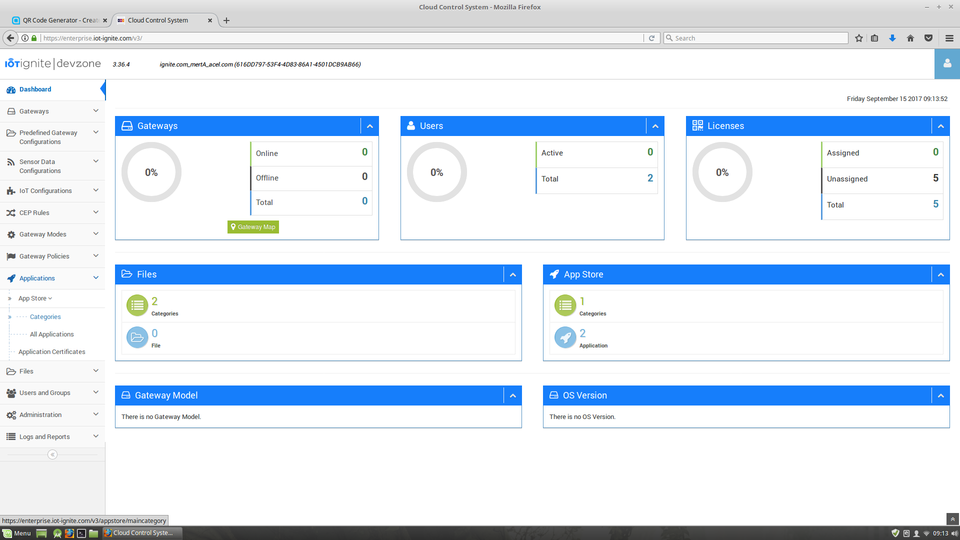 Cloud Control System - Mozilla Firefox
QR Code Generator - Creat
Cloud Control System
https://enterprise.iot-ignite.com/v3/
Search
IOTignite | devzone
3.36.4
ignite.com_mertA_acel.com (616DD797-53F4-4D83-86A1-4501DCB9AB66)
Dashboard
Gateways
Predefined Gateway
Configurations
Sensor Data
Configurations
IoT Configurations
CEP Rules
Gateway Modes
Gateway Policies
Applications
App Store
Categories
All Applications
Application Certificates
Files
Users and Groups
Administration
Logs and Reports
Friday September 15 2017 09:13:52
Gateways
0%
Online 0
Offline 0
Total 0
Gateway Map
Users
0%
Active 0
Total 2
Licenses
0%
Assigned 0
Unassigned 5
Total 5
Files
2
Categories
0
File
App Store
1
Categories
2
Application
Gateway Model
There is no Gateway Model.
OS Version
There is no OS Version.
https://enterprise.iot-ignite.com/v3/appstore/maincategory
Menu
Cloud Control Syste...
09:13